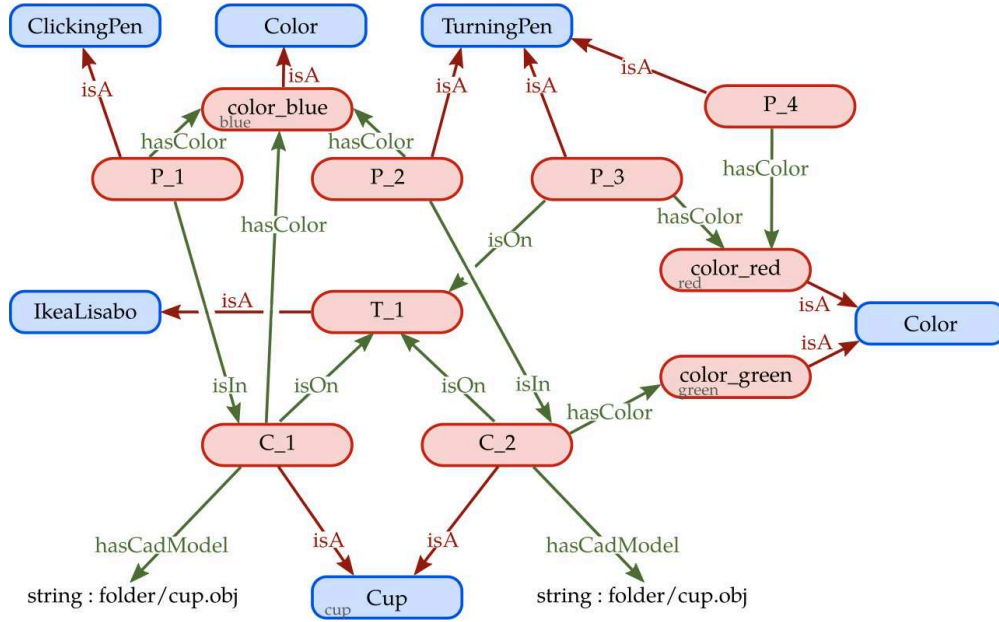 ClickingPen
Color
TurningPen
isA
isA
isA
isA
isA
color_blue
blue
P_4
hasColor
hasColor
hasColor
P_1
P_2
P_3
hasColor
hasColor
isOn
color_red
red
isA
IkeaLisabo
isA
T_1
Color
isA
color_green
green
isIn
isOn
isOn
isIn
hasColor
C_1
C_2
hasCadModel
isA
isA
hasCadModel
string : folder/cup.obj
Cup
cup
string : folder/cup.obj